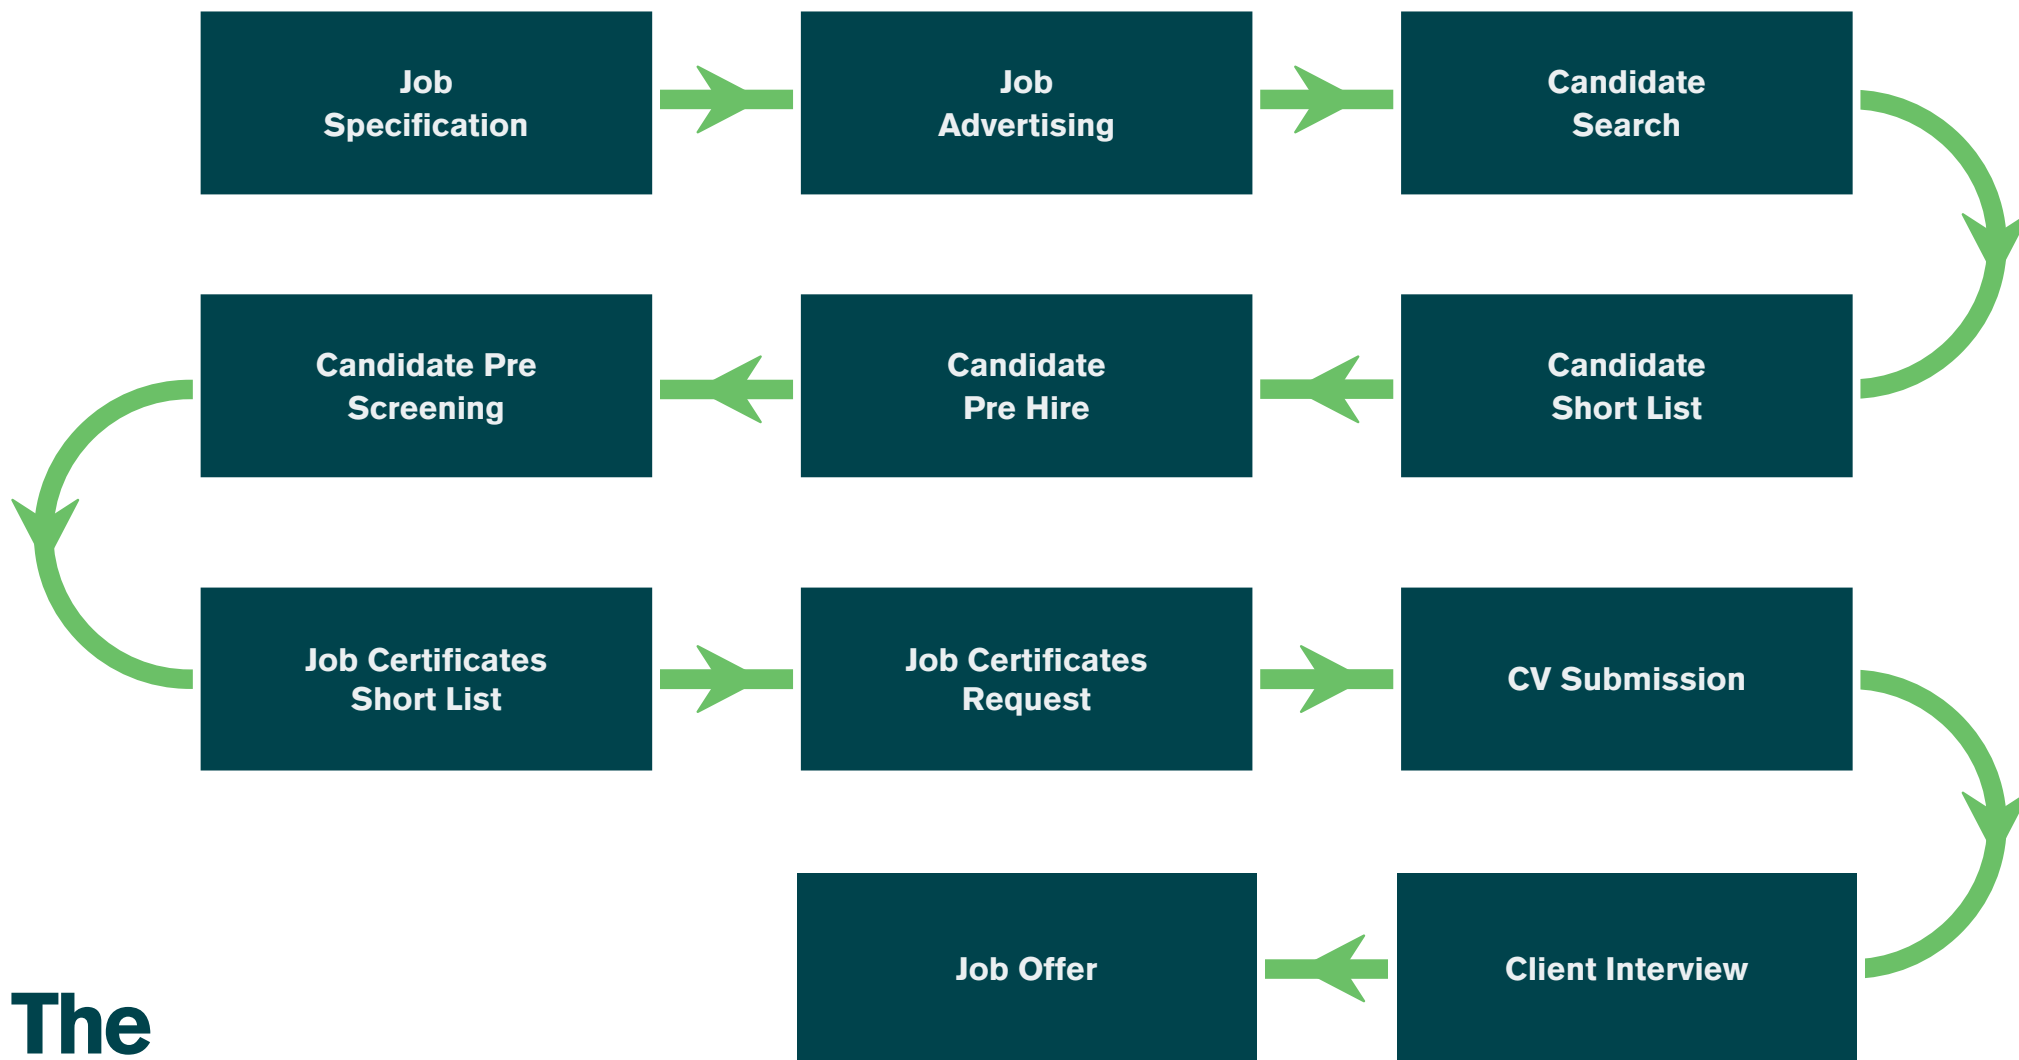 Job
Specification
Job
Advertising
Candidate
Search
Candidate
Short List
Candidate
Pre Hire
Candidate Pre
Screening
Job Certificates
Short List
Job Certificates
Request
CV Submission
Client Interview
Job Offer
The